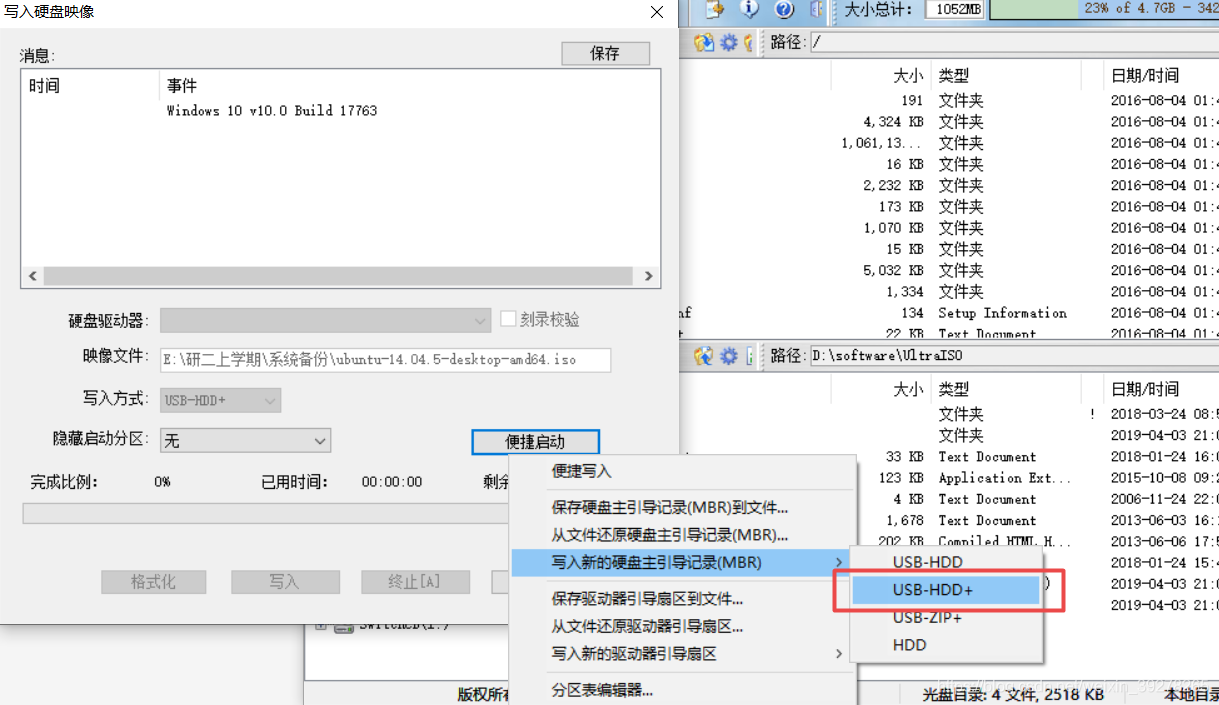 写入硬盘映像
消息:
保存
时间 事件
Windows 10 v10.0 Build 17763
硬盘驱动器:
刻录校验
映像文件: E:\研二上学期\系统备份\ubuntu-14.04.5-desktop-amd64.iso
写入方式: USB-HDD+
隐藏启动分区: 无
便捷启动
完成比例: 0% 已用时间: 00:00:00 剩余
格式化 写入 终止[A]
便捷写入
保存硬盘主引导记录(MBR)到文件...
从文件还原硬盘主引导记录(MBR)...
写入新的硬盘主引导记录(MBR)
保存驱动器引导扇区到文件...
从文件还原驱动器引导扇区...
写入新的驱动器引导扇区
分区表编辑器...
USB-HDD
USB-HDD+
USB-ZIP+
HDD
大小总计: 1052MB 23% of 4.7GB - 342
路径: /
大小 类型 日期/时间
191 文件夹 2016-08-04 01:4
4,324 KB 文件夹 2016-08-04 01:4
1,061,13... 文件夹 2016-08-04 01:4
16 KB 文件夹 2016-08-04 01:4
2,232 KB 文件夹 2016-08-04 01:4
173 KB 文件夹 2016-08-04 01:4
1,070 KB 文件夹 2016-08-04 01:4
15 KB 文件夹 2016-08-04 01:4
5,032 KB 文件夹 2016-08-04 01:4
1,334 文件夹 2016-08-04 01:4
nf 134 Setup Information 2016-08-04 01:4
t 22 KB Text Document 2016-08-04 01:4
路径: D:\software\UltraISO
大小 类型 日期/时间
文件夹 ! 2018-03-24 08:5
文件夹 2019-04-03 21:0
33 KB Text Document 2018-01-24 16:0
123 KB Application Ext... 2015-10-08 09:2
4 KB Text Document 2006-11-24 22:0
1,678 Text Document 2013-06-03 16:1
202 KB Compiled HTML H... 2013-06-06 17:5
2018-01-24 15:4
2019-04-03 21:0
2019-04-03 21:0
版权所有
光盘目录: 4 文件, 2518 KB 本地目录